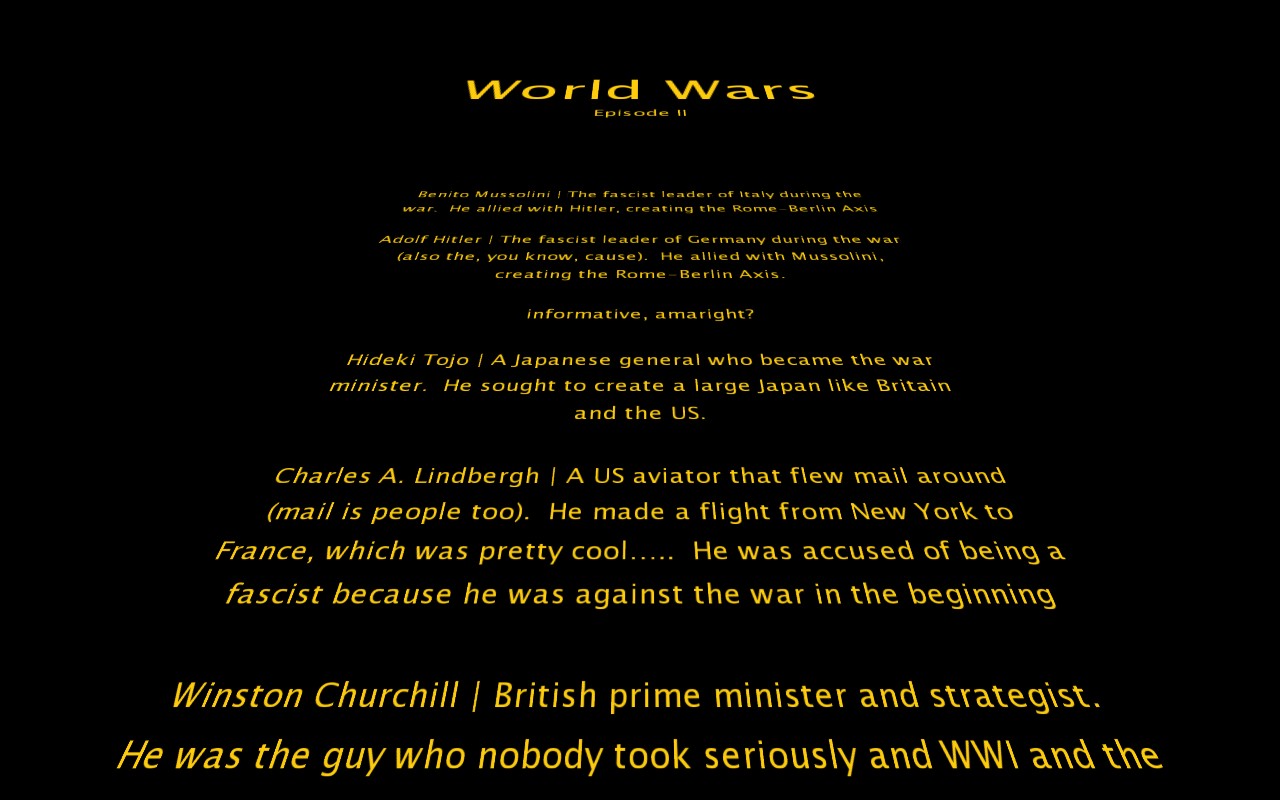 World Wars
Episode II
Benito Mussolini | The fascist leader of Italy during the
war. He allied with Hitler, creating the Rome-Berlin Axis
Adolf Hitler | The fascist leader of Germany during the war
(also the, you know, cause). He allied with Mussolini,
creating the Rome-Berlin Axis.
informative, amaright?
Hideki Tojo | A Japanese general who became the war
minister. He sought to create a large Japan like Britain
and the US.
Charles A. Lindbergh | A US aviator that flew mail around
(mail is people too). He made a flight from New York to
France, which was pretty cool..... He was accused of being a
fascist because he was against the war in the beginning
Winston Churchill | British prime minister and strategist.
He was the guy who nobody took seriously and WWI and the